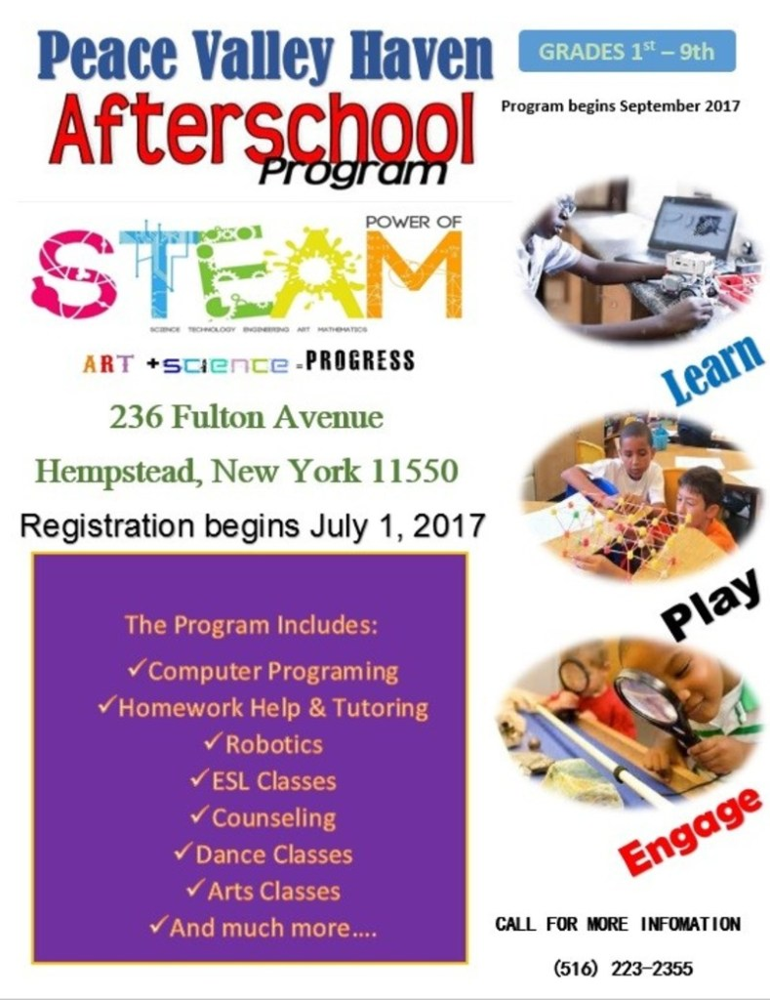 Peace Valley Haven
Afterschool
Program
GRADES 1st – 9th
Program begins September 2017
POWER OF
STEAM
SCIENCE TECHNOLOGY ENGINEERING ART MATHEMATICS
ART +science = PROGRESS
236 Fulton Avenue
Hempstead, New York 11550
Registration begins July 1, 2017
The Program Includes:
✓Computer Programing
✓Homework Help & Tutoring
✓Robotics
✓ESL Classes
✓Counseling
✓Dance Classes
✓Arts Classes
✓And much more....
Learn
Play
Engage
CALL FOR MORE INFOMATION
(516) 223-2355